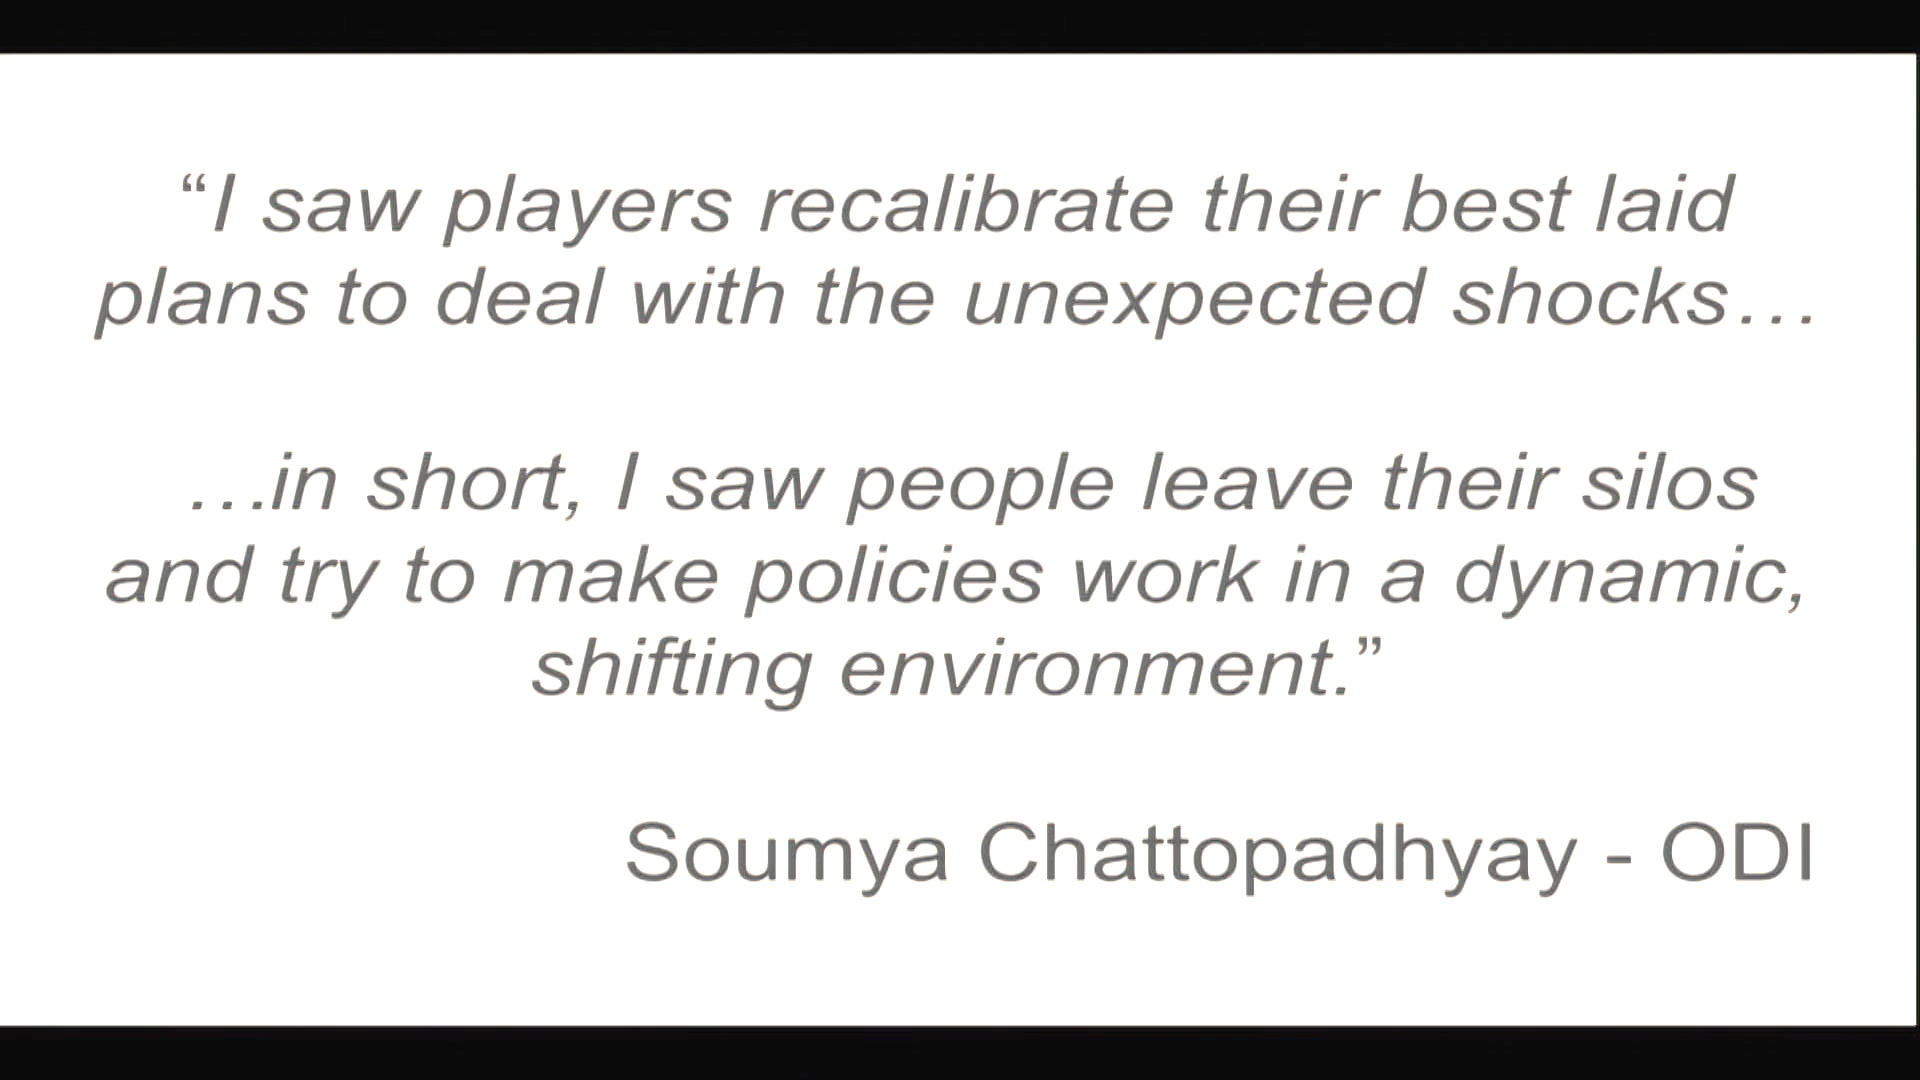 “I saw players recalibrate their best laid
plans to deal with the unexpected shocks…
…in short, I saw people leave their silos
and try to make policies work in a dynamic,
shifting environment.”
Soumya Chattopadhyay - ODI